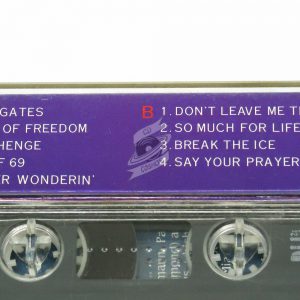 GATES
OF FREEDOM
HENGE
F 69
R WONDERIN'
B 1. DON'T LEAVE ME T
2. SO MUCH FOR LIFE
3. BREAK THE ICE
4. SAY YOUR PRAYER